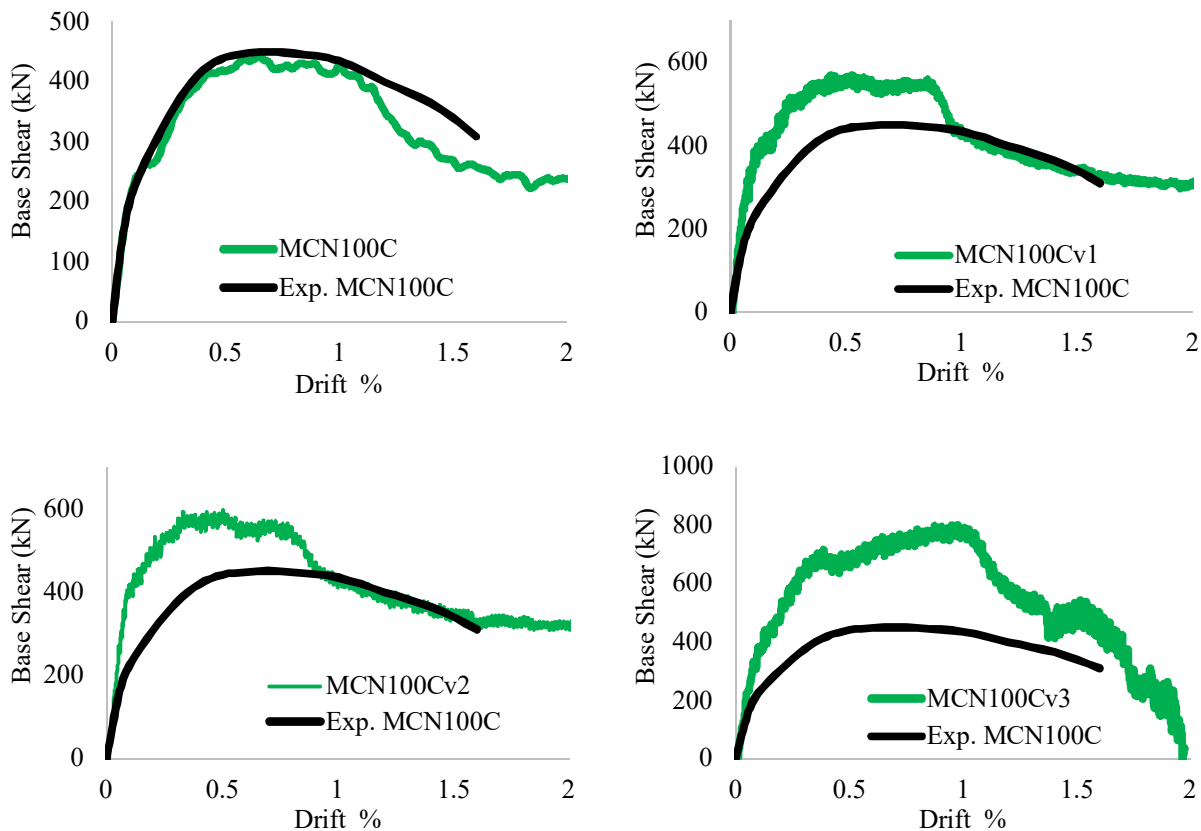 500
400
300
200
100
0
Base Shear (kN)
MCN100C
Exp. MCN100C
0 0.5 1 1.5 2
Drift %
600
400
200
0
Base Shear (kN)
MCN100Cv1
Exp. MCN100C
0 0.5 1 1.5 2
Drift %
600
400
200
0
Base Shear (kN)
MCN100Cv2
Exp. MCN100C
0 0.5 1 1.5 2
Drift %
1000
800
600
400
200
0
Base Shear (kN)
MCN100Cv3
Exp. MCN100C
0 0.5 1 1.5 2
Drift %